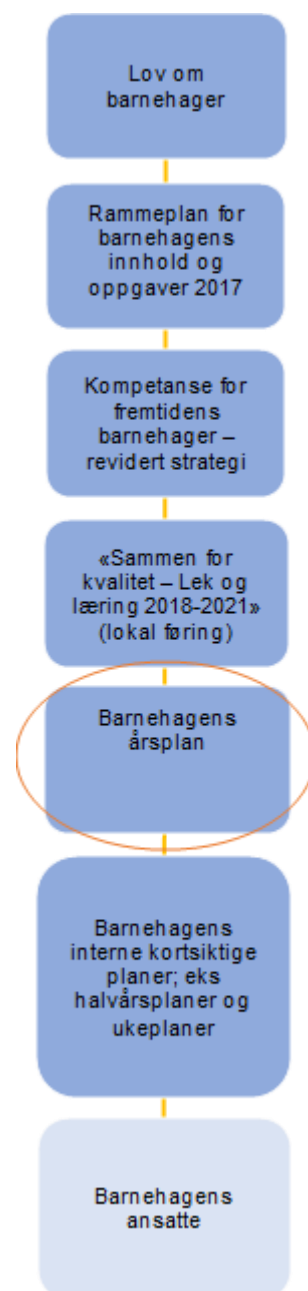 Lov om
barnehager
Rammeplan for
barnehagens
innhold og
oppgaver 2017
Kompetanse for
fremtidens
barnehager –
revidert strategi
«Sammen for
kvalitet – Lek og
læring 2018-2021»
(lokal føring)
Barnehagens
årsplan
Barnehagens
interne kortsiktige
planer; eks
halvårsplaner og
ukeplaner
Barnehagens
ansatte